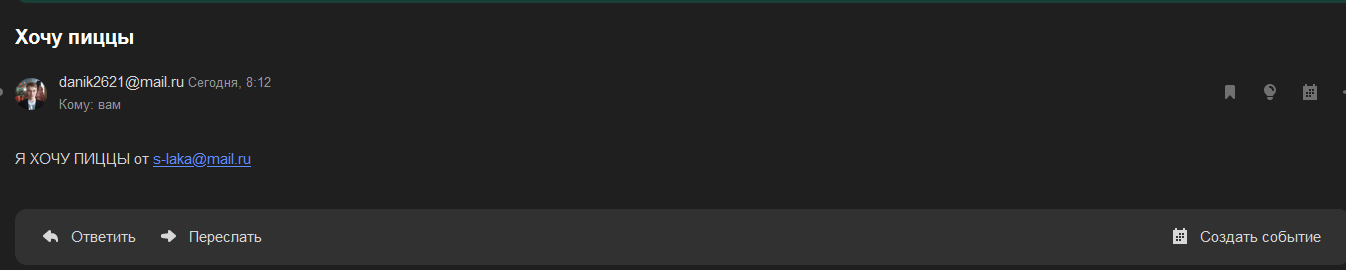 Хочу пиццы
danik2621@mail.ru Сегодня, 8:12
Кому: вам
Я ХОЧУ ПИЦЦЫ от s-laka@mail.ru
Ответить Переслать Создать событие